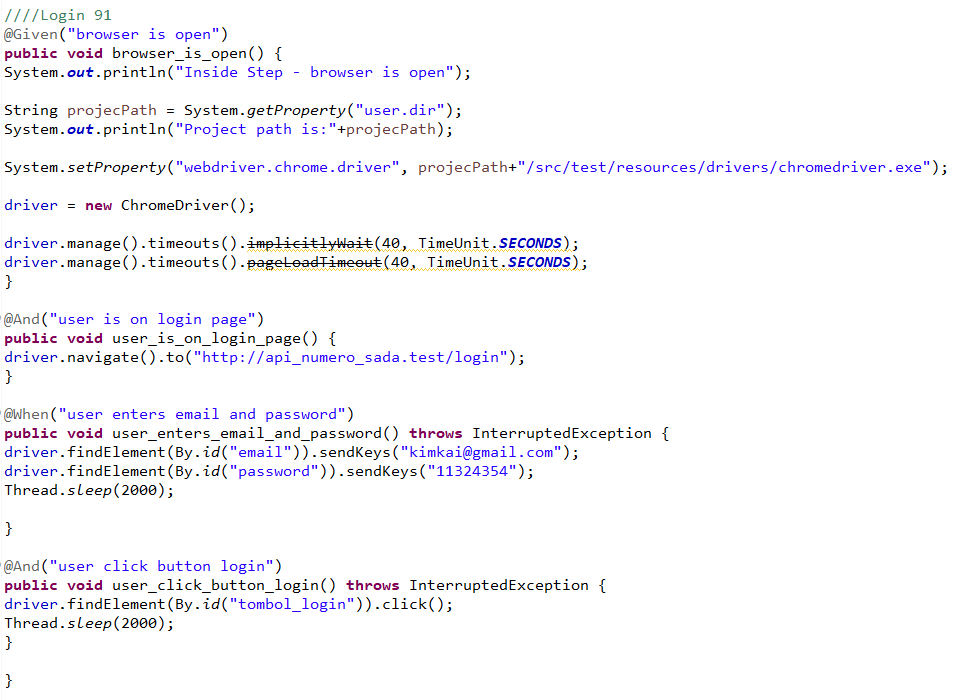 ////Login 91
@Given("browser is open")
public void browser_is_open() {
System.out.println("Inside Step - browser is open");
String projecPath = System.getProperty("user.dir");
System.out.println("Project path is:"+projecPath);
System.setProperty("webdriver.chrome.driver", projecPath+"/src/test/resources/drivers/chromedriver.exe");
driver = new ChromeDriver();
driver.manage().timeouts().implicitlyWait(40, TimeUnit.SECONDS);
driver.manage().timeouts().pageLoadTimeout(40, TimeUnit.SECONDS);
}
@And("user is on login page")
public void user_is_on_login_page() {
driver.navigate().to("http://api_numero_sada.test/login");
}
@When("user enters email and password")
public void user_enters_email_and_password() throws InterruptedException {
driver.findElement(By.id("email")).sendKeys("kimkai@gmail.com");
driver.findElement(By.id("password")).sendKeys("11324354");
Thread.sleep(2000);
}
@And("user click button login")
public void user_click_button_login() throws InterruptedException {
driver.findElement(By.id("tombol_login")).click();
Thread.sleep(2000);
}
}